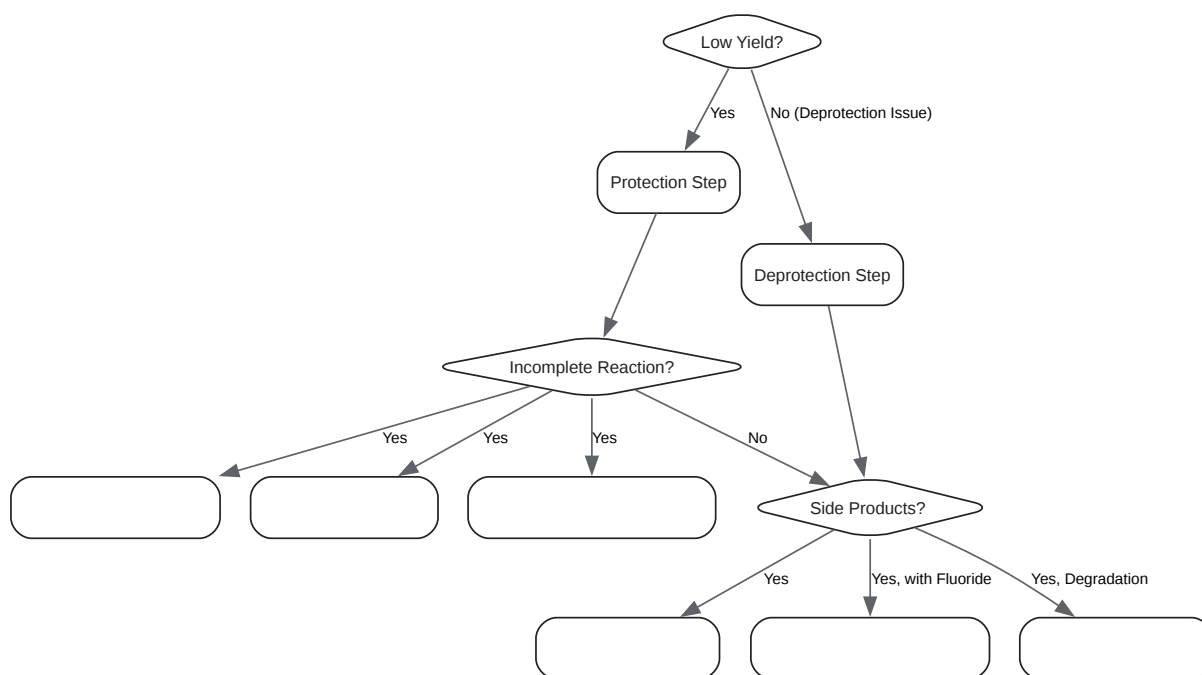 Low Yield?
Yes
No (Deprotection Issue)
Protection Step
Deprotection Step
Incomplete Reaction?
Yes
Yes
Yes
No
Side Products?
Yes
Yes, with Fluoride
Yes, Degradation